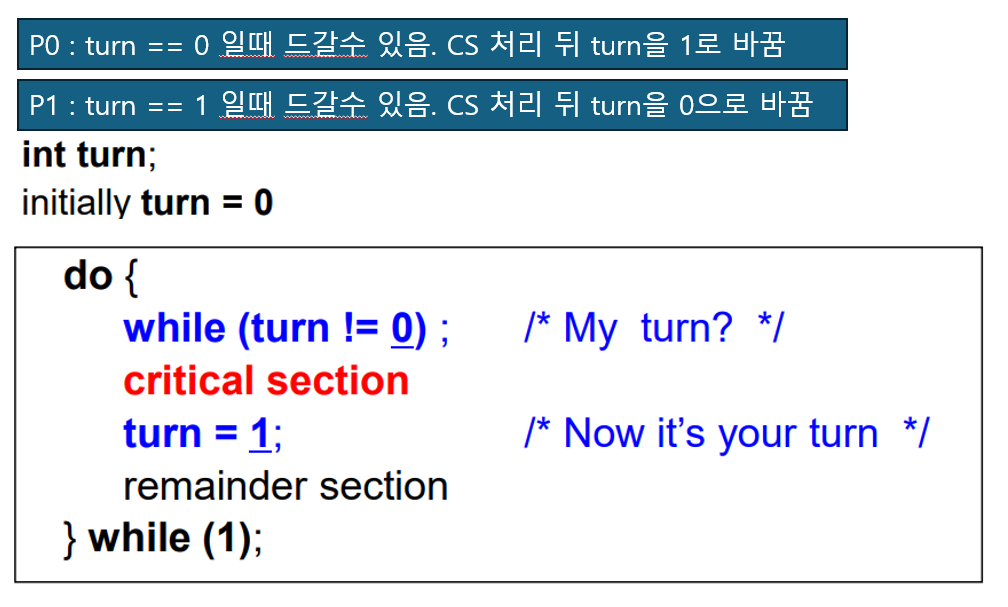 P0 : turn == 0 일때 드갈수 있음. CS 처리 뒤 turn을 1로 바꿈
P1 : turn == 1 일때 드갈수 있음. CS 처리 뒤 turn을 0으로 바꿈
int turn;
initially turn = 0
do {
while (turn != 0) ; /* My turn? */
critical section
turn = 1; /* Now it’s your turn */
remainder section
} while (1);